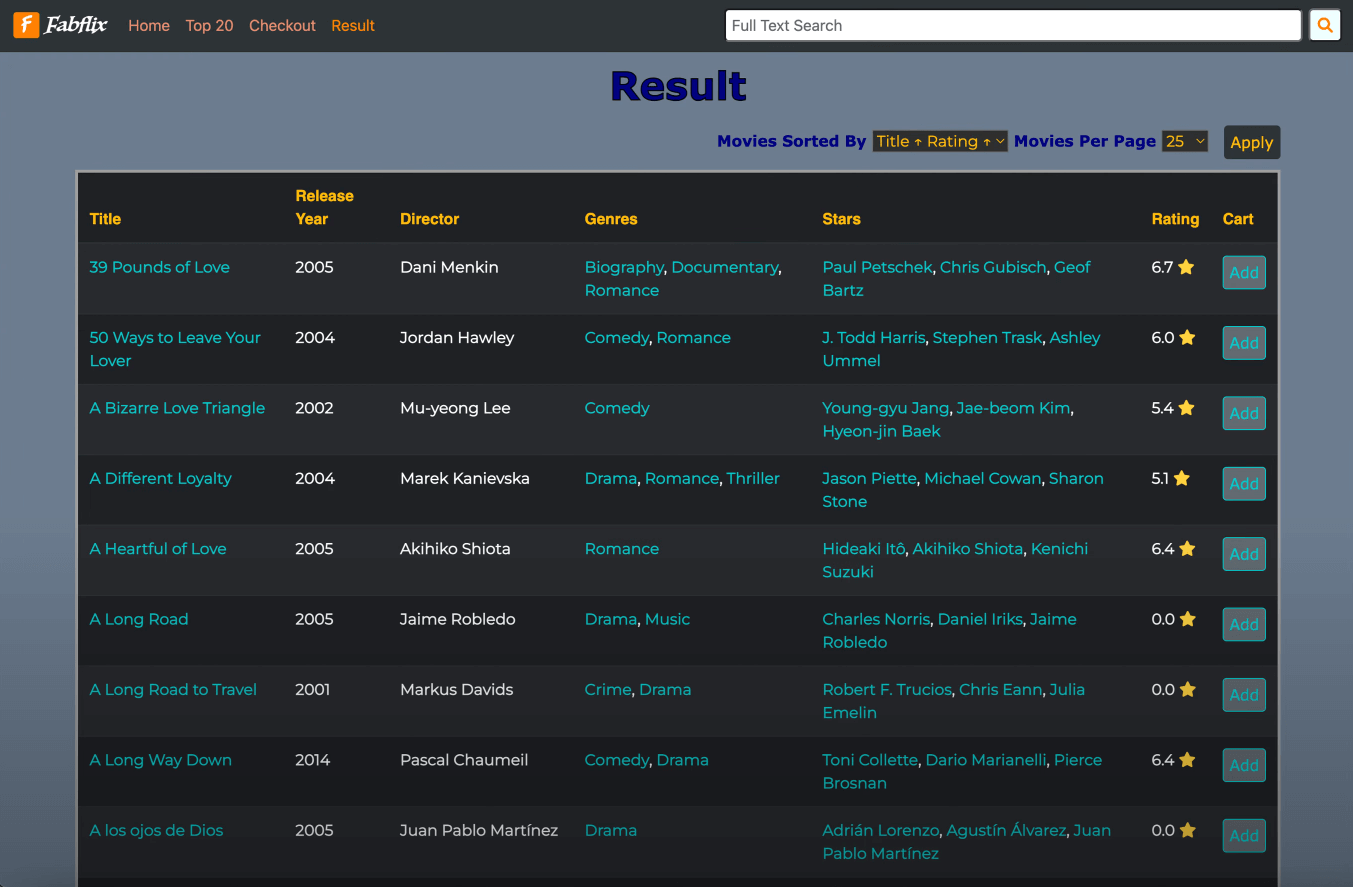 f Fabflix Home Top 20 Checkout Result Full Text Search
Result
Movies Sorted By Title ↑ Rating ↑ Movies Per Page 25 Apply
Title Release Year Director Genres Stars Rating Cart
39 Pounds of Love 2005 Dani Menkin Biography, Documentary, Romance Paul Petschek, Chris Gubisch, Geof Bartz 6.7 Add
50 Ways to Leave Your Lover 2004 Jordan Hawley Comedy, Romance J. Todd Harris, Stephen Trask, Ashley Ummel 6.0 Add
A Bizarre Love Triangle 2002 Mu-yeong Lee Comedy Young-gyu Jang, Jae-beom Kim, Hyeon-jin Baek 5.4 Add
A Different Loyalty 2004 Marek Kanievska Drama, Romance, Thriller Jason Piette, Michael Cowan, Sharon Stone 5.1 Add
A Heartful of Love 2005 Akihiko Shiota Romance Hideaki Itô, Akihiko Shiota, Kenichi Suzuki 6.4 Add
A Long Road 2005 Jaime Robledo Drama, Music Charles Norris, Daniel Iriks, Jaime Robledo 0.0 Add
A Long Road to Travel 2001 Markus Davids Crime, Drama Robert F. Trucios, Chris Eann, Julia Emelin 0.0 Add
A Long Way Down 2014 Pascal Chaumeil Comedy, Drama Toni Collette, Dario Marianelli, Pierce Brosnan 6.4 Add
A los ojos de Dios 2005 Juan Pablo Martínez Drama Adrián Lorenzo, Agustín Álvarez, Juan Pablo Martínez 0.0 Add